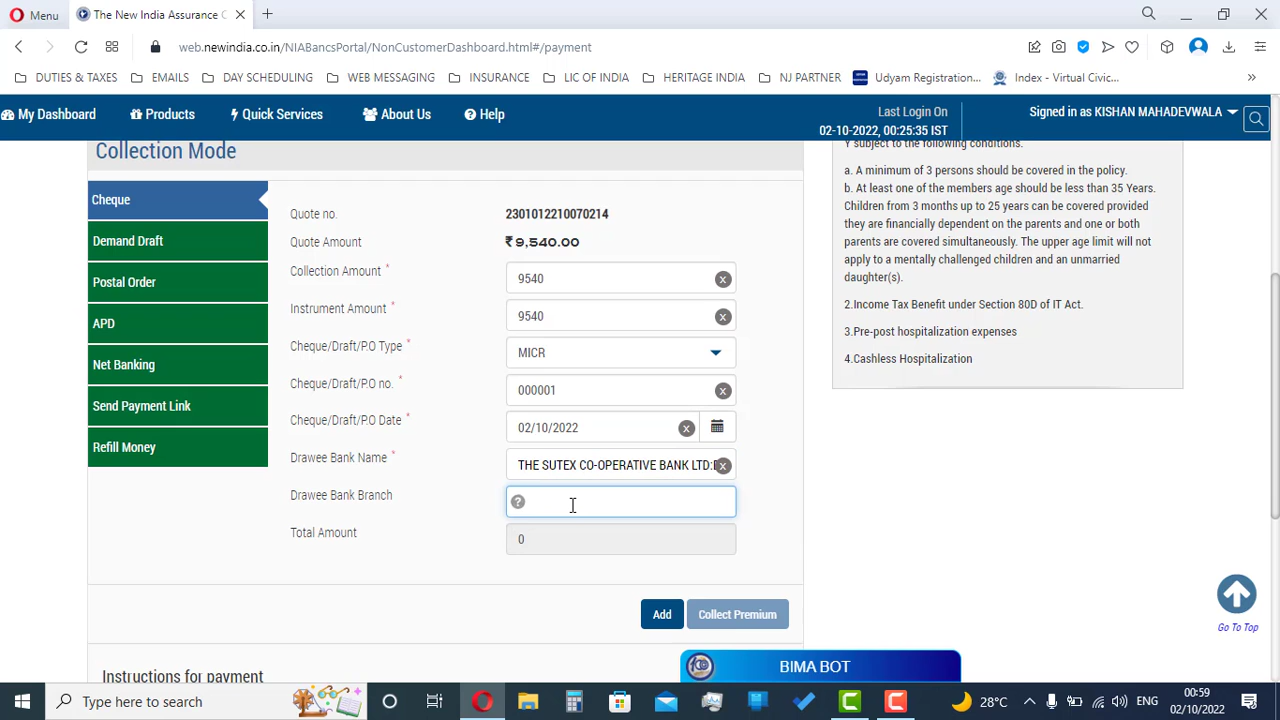 Menu
The New India Assurance C
web.newindia.co.in/NIABancsPortal/NonCustomerDashboard.html#/payment
DUTIES & TAXES
EMAILS
DAY SCHEDULING
WEB MESSAGING
INSURANCE
LIC OF INDIA
HERITAGE INDIA
NJ PARTNER
Udyam Registration...
Index - Virtual Civic...
My Dashboard
Products
Quick Services
About Us
Help
Last Login On
02-10-2022, 00:25:35 IST
Signed in as KISHAN MAHADEVWALA
Collection Mode
Cheque
Demand Draft
Postal Order
APD
Net Banking
Send Payment Link
Refill Money
Quote no. 2301012210070214
Quote Amount ₹ 9,540.00
Collection Amount * 9540
Instrument Amount * 9540
Cheque/Draft/P.O Type * MICR
Cheque/Draft/P.O no. * 000001
Cheque/Draft/P.O Date * 02/10/2022
Drawee Bank Name * THE SUTEX CO-OPERATIVE BANK LTD:
Drawee Bank Branch
Total Amount 0
Add
Collect Premium
Instructions for payment
Y subject to the following conditions.
a. A minimum of 3 persons should be covered in the policy.
b. At least one of the members age should be less than 35 Years.
Children from 3 months up to 25 years can be covered provided
they are financially dependent on the parents and one or both
parents are covered simultaneously. The upper age limit will not
apply to a mentally challenged children and an unmarried
daughter(s).
2.Income Tax Benefit under Section 80D of IT Act.
3.Pre-post hospitalization expenses
4.Cashless Hospitalization
Go To Top
BIMA BOT
Type here to search
28°C
ENG
00:59
02/10/2022